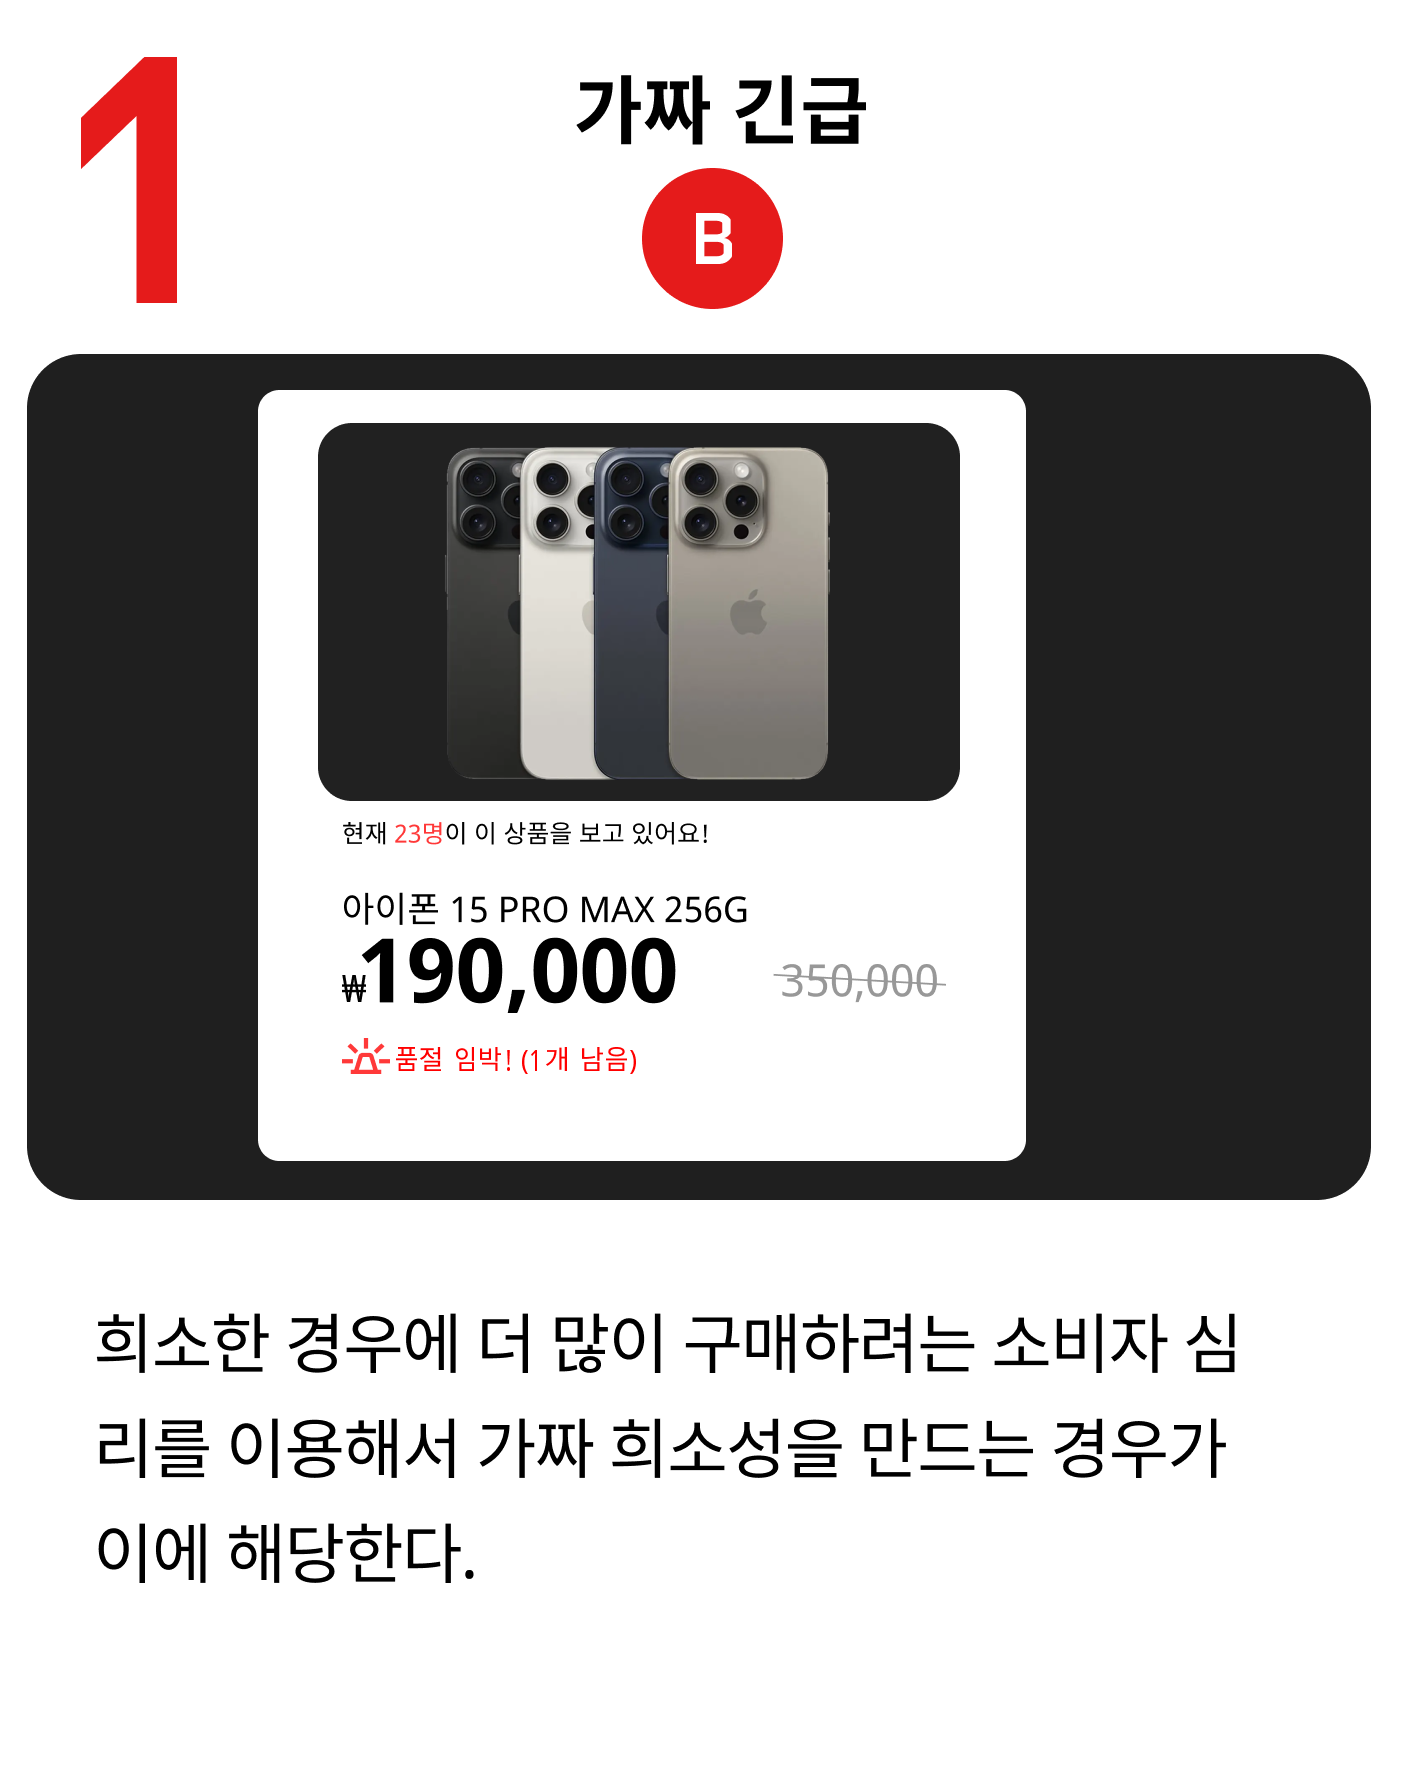 1
가짜 긴급
B
현재 23명이 이 상품을 보고 있어요!
아이폰 15 PRO MAX 256G
₩190,000
350,000
품절 임박! (1개 남음)
희소한 경우에 더 많이 구매하려는 소비자 심
리를 이용해서 가짜 희소성을 만드는 경우가
이에 해당한다.